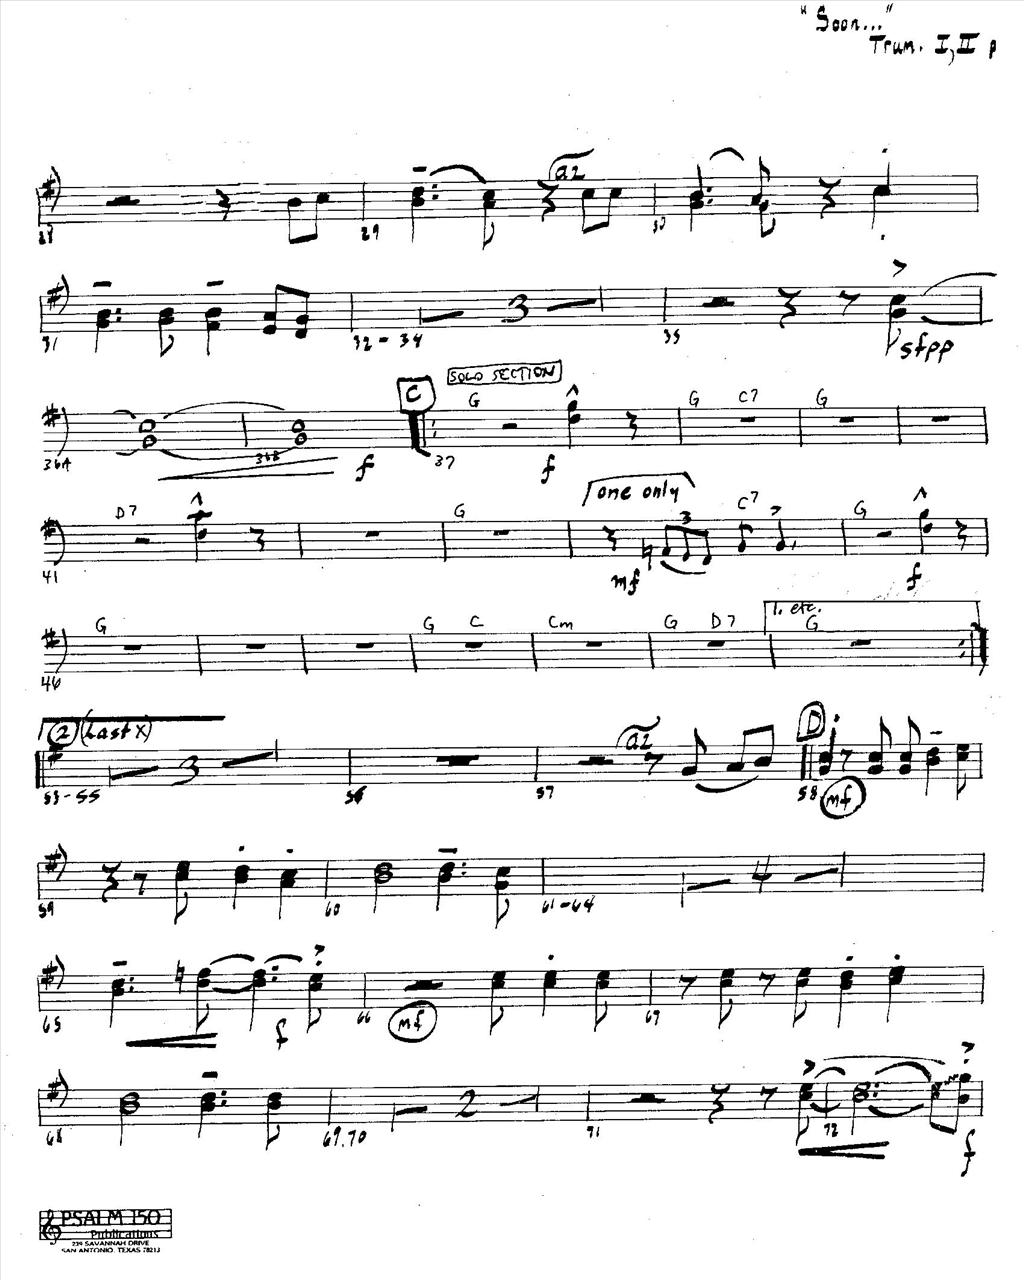 "Soon..."
Trum. I, II p
28 29 30
31 32-34 3 35 sfpp
36A 36B f C SOLO SECTION 37 G f G C7 G
41 D7 G one only mf 3 C7 G f
46 G G C Cm G D7 1. etc. G
2 (Last x) 53-55 3 56 57 a2 D 58 mf
59 60 61-64 4
65 f 66 mf 67
68 69,70 2 71 72 f
PSALM 150
Publications
SAVANNAH DRIVE
SAN ANTONIO, TEXAS 78213